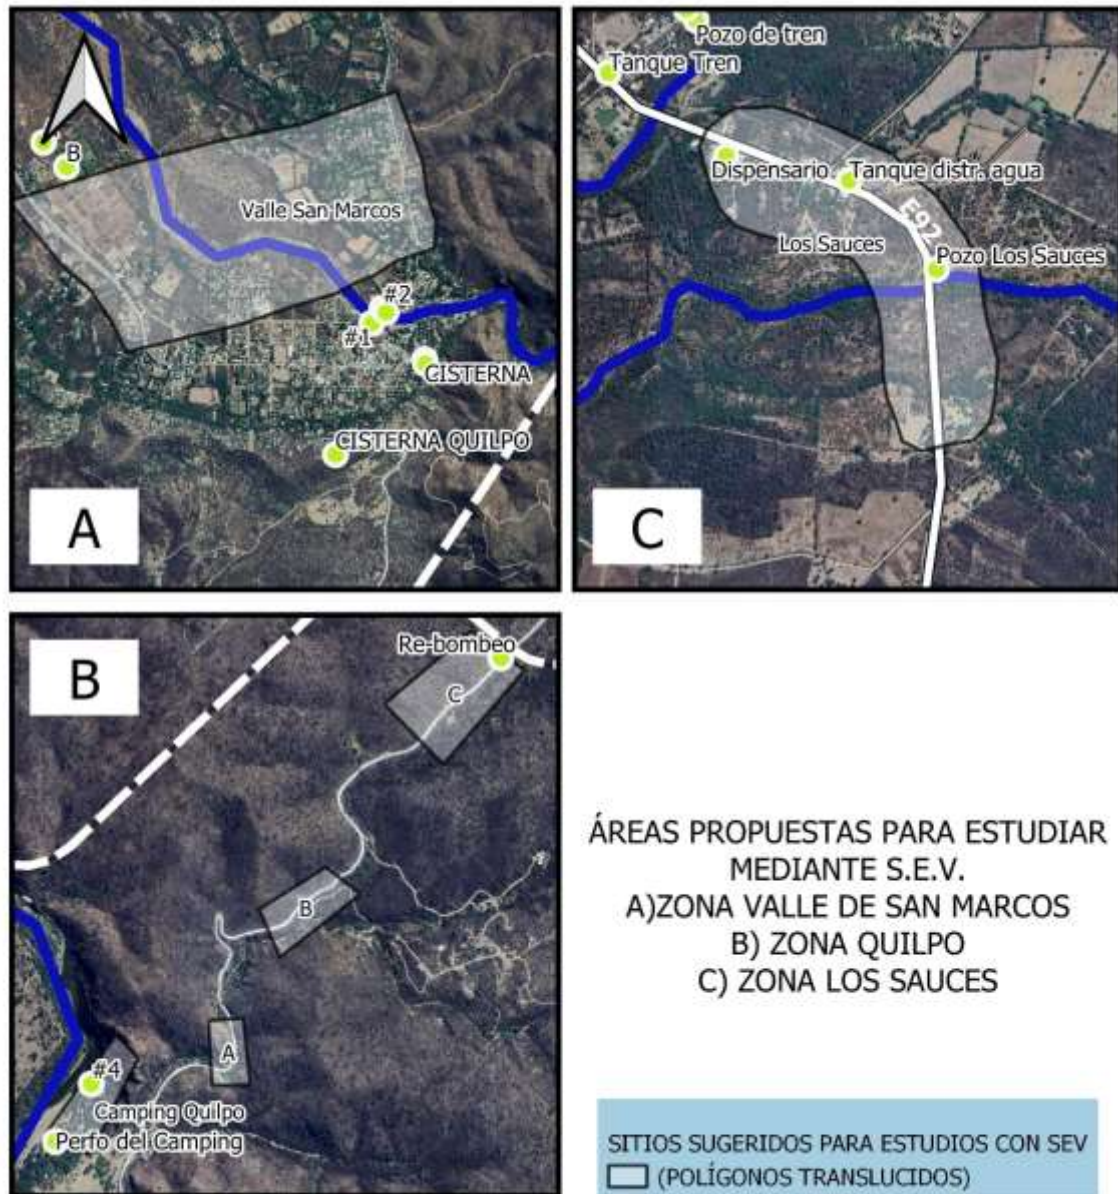 B
Valle San Marcos
#2
#1
CISTERNA
CISTERNA QUILPO
A
Pozo de tren
Tanque Tren
Dispensario
Tanque distr. agua
E92
Los Sauces
Pozo Los Sauces
C
B
Re-bombeo
C
B
A
#4
Camping Quilpo
Perfo del Camping
ÁREAS PROPUESTAS PARA ESTUDIAR
MEDIANTE S.E.V.
A)ZONA VALLE DE SAN MARCOS
B) ZONA QUILPO
C) ZONA LOS SAUCES
SITIOS SUGERIDOS PARA ESTUDIOS CON SEV
(POLÍGONOS TRANSLUCIDOS)